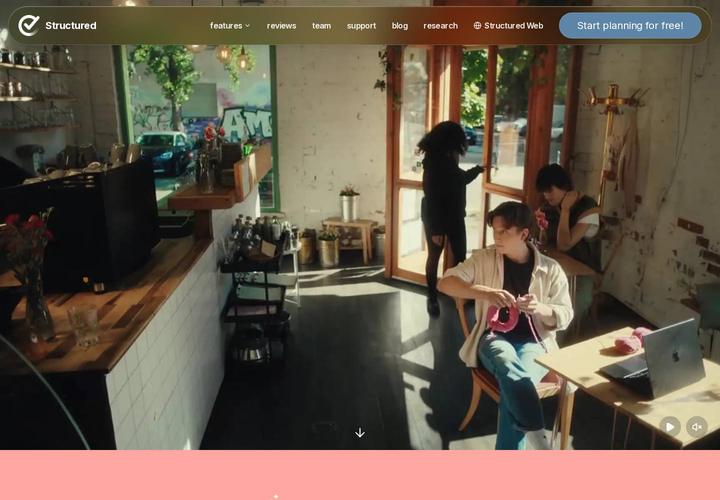 Structured
features
reviews
team
support
blog
research
Structured Web
Start planning for free!